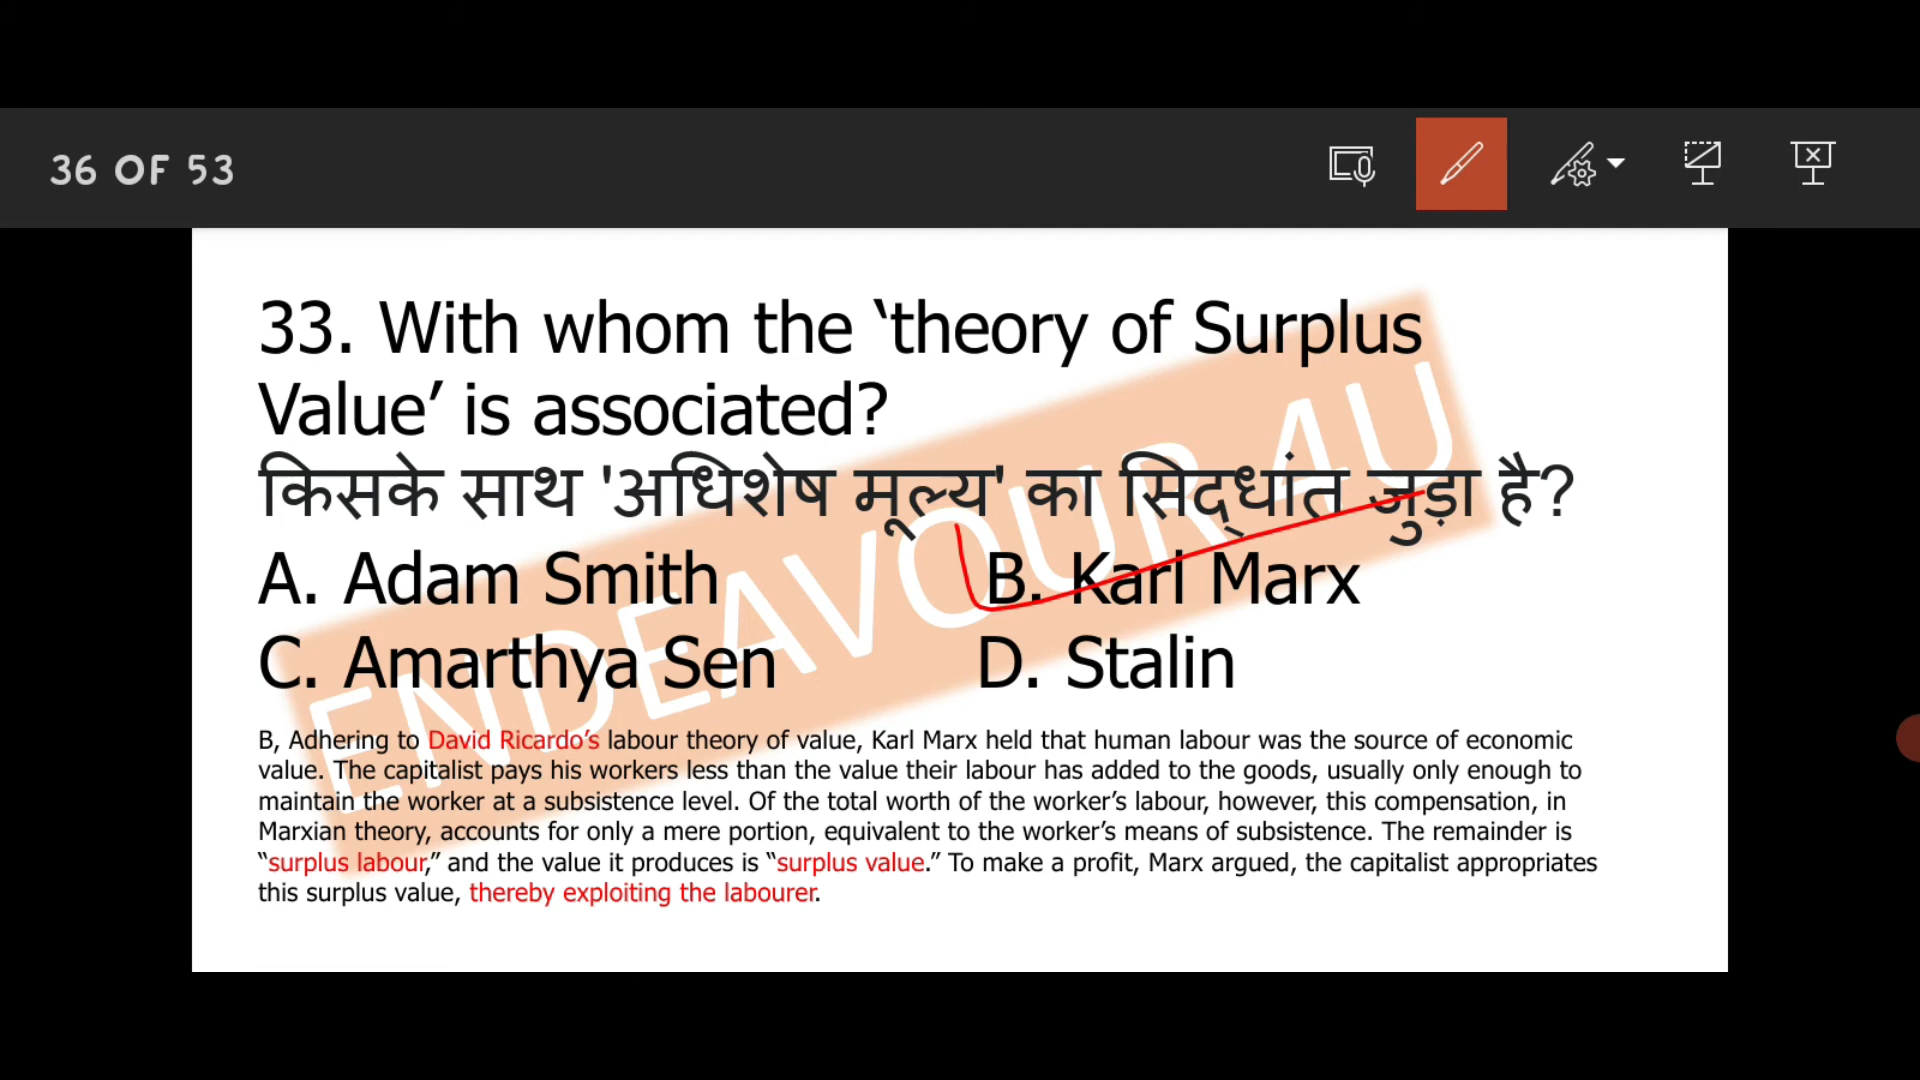 36 OF 53
33. With whom the ‘theory of Surplus
Value’ is associated?
किसके साथ 'अधिशेष मूल्य' का सिद्धांत जुड़ा है?
A. Adam Smith B. Karl Marx
C. Amarthya Sen D. Stalin
ENDEAVOUR 4U
B, Adhering to David Ricardo’s labour theory of value, Karl Marx held that human labour was the source of economic
value. The capitalist pays his workers less than the value their labour has added to the goods, usually only enough to
maintain the worker at a subsistence level. Of the total worth of the worker’s labour, however, this compensation, in
Marxian theory, accounts for only a mere portion, equivalent to the worker’s means of subsistence. The remainder is
“surplus labour,” and the value it produces is “surplus value.” To make a profit, Marx argued, the capitalist appropriates
this surplus value, thereby exploiting the labourer.